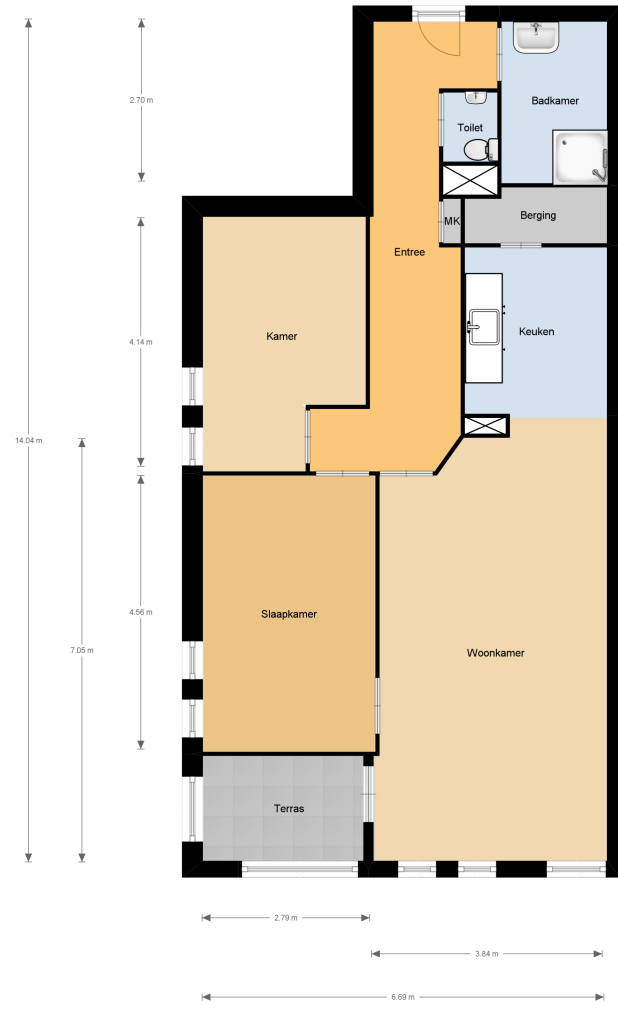 2.70 m
Badkamer
Toilet
Berging
MK
Entree
Keuken
Kamer
4.14 m
14.04 m
4.56 m
Slaapkamer
7.05 m
Woonkamer
Terras
2.79 m
3.84 m
6.69 m